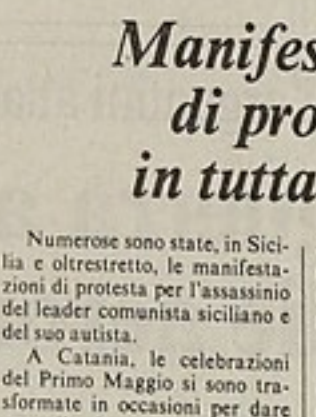 Manifes
di pro
in tutta
Numerose sono state, in Sici-
lia e oltrestretto, le manifesta-
zioni di protesta per l'assassinio
del leader comunista siciliano e
del suo autista.
A Catania, le celebrazioni
del Primo Maggio si sono tra-
sformate in occasioni per dare